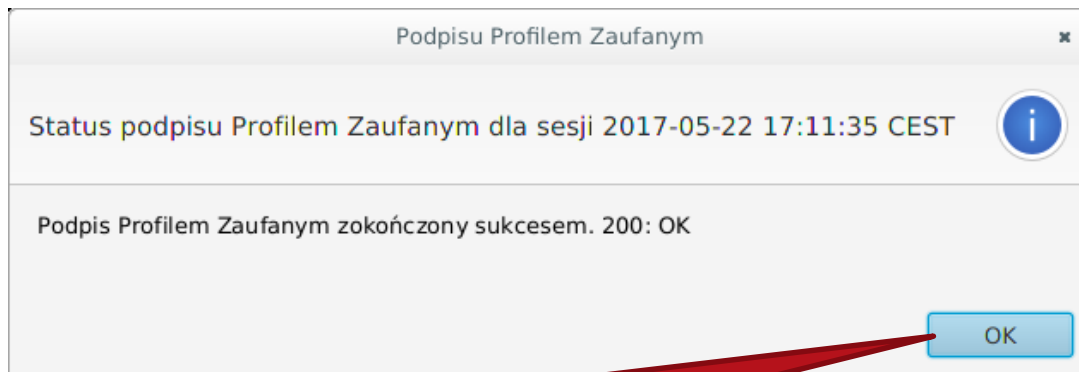 Podpisu Profilem Zaufanym
Status podpisu Profilem Zaufanym dla sesji 2017-05-22 17:11:35 CEST
Podpis Profilem Zaufanym zokończony sukcesem. 200: OK
OK